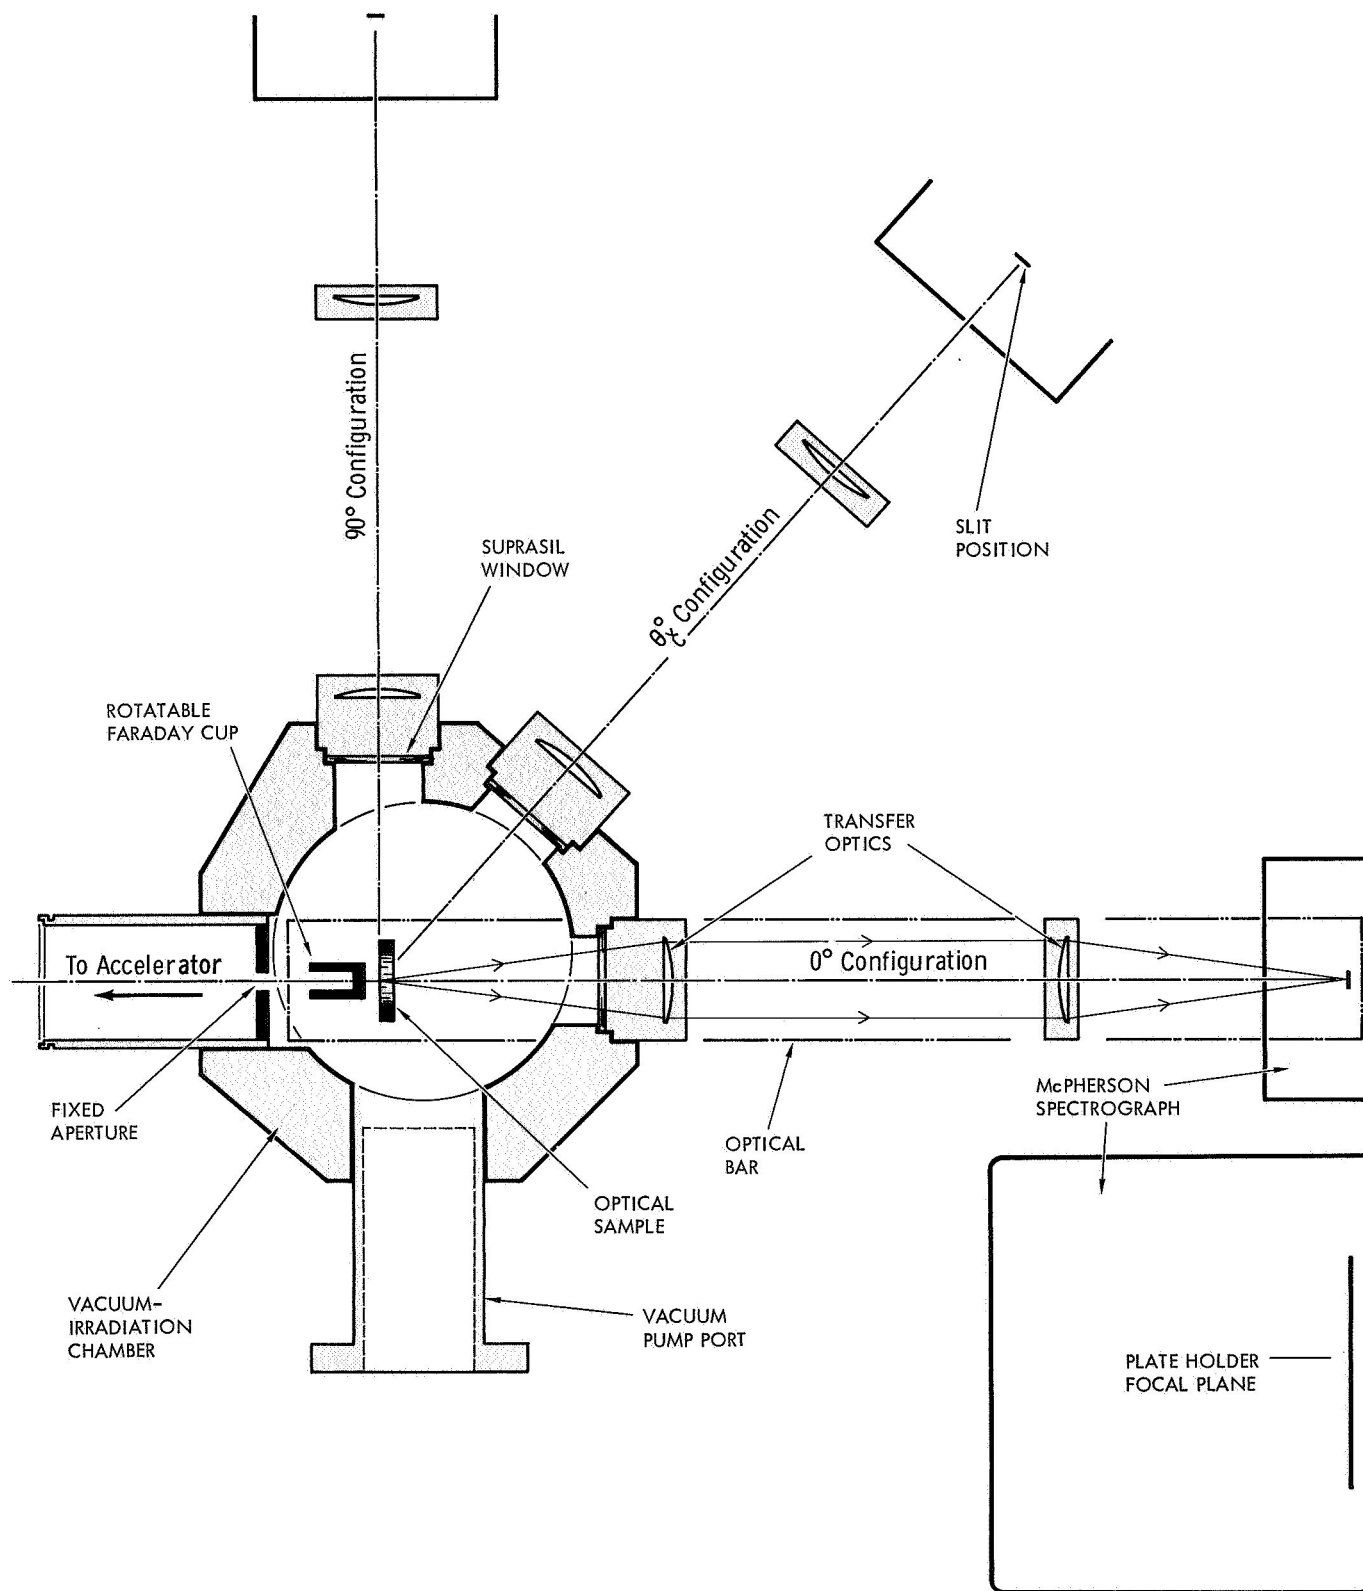 90° Configuration
SLIT
POSITION
SUPRASIL
WINDOW
θ°c Configuration
ROTATABLE
FARADAY CUP
TRANSFER
OPTICS
To Accelerator
0° Configuration
FIXED
APERTURE
McPHERSON
SPECTROGRAPH
OPTICAL
BAR
OPTICAL
SAMPLE
VACUUM-
IRRADIATION
CHAMBER
VACUUM
PUMP PORT
PLATE HOLDER
FOCAL PLANE